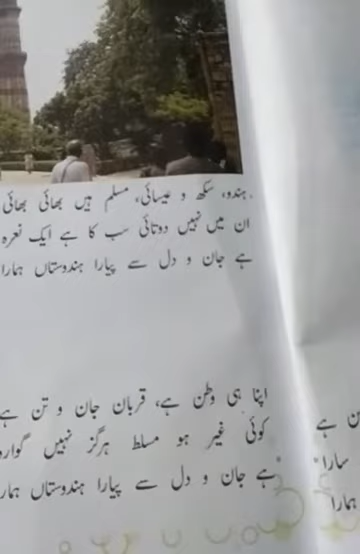 ہندو، سکھ و عیسائی، مسلم ہیں بھائی بھائی
ان میں نہیں دوتائی سب کا ہے ایک نعرہ
ہے جان و دل سے پیارا ہندوستاں ہمارا
اپنا ہی وطن ہے، قربان جان و تن ہے
کوئی غیر ہو مسلط ہرگز نہیں
ہے جان و دل سے پیارا ہندوستاں
ہے
سارا
ہمارا